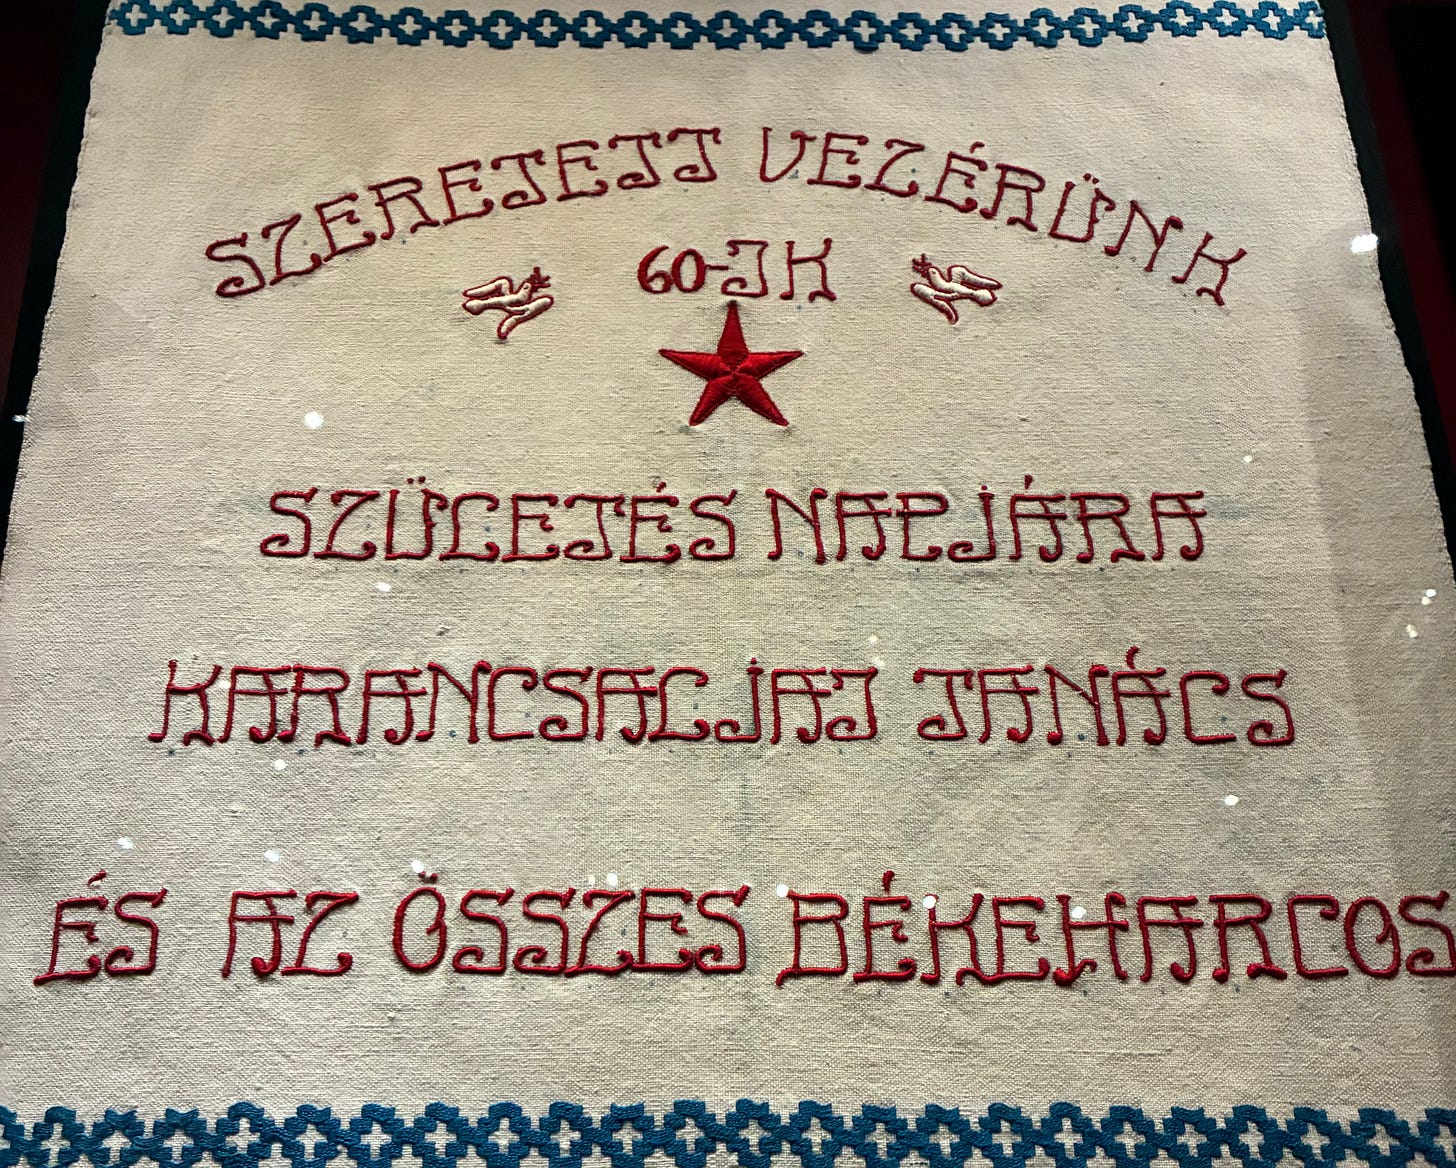 SZERETETT VEZÉRÜNK
60-IK
SZÜLETÉS NAPJÁRA
KARANCSALJAI TANÁCS
ÉS AZ ÖSSZES BÉKEHARCOS